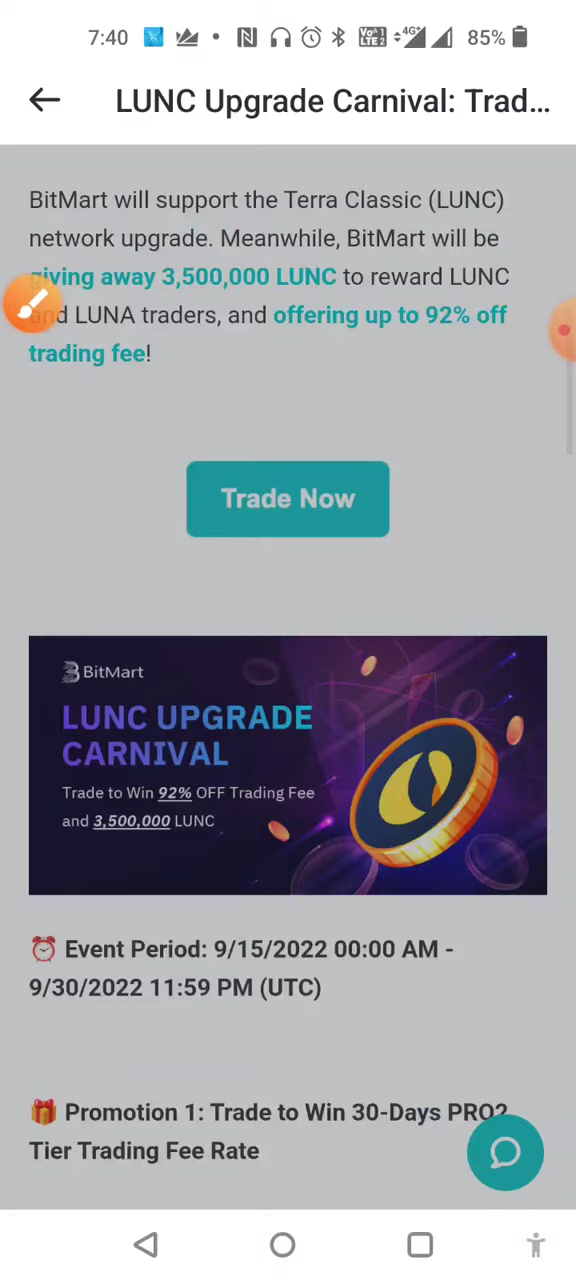 7:40 85%
LUNC Upgrade Carnival: Trad...
BitMart will support the Terra Classic (LUNC)
network upgrade. Meanwhile, BitMart will be
giving away 3,500,000 LUNC to reward LUNC
and LUNA traders, and offering up to 92% off
trading fee!
Trade Now
BitMart
LUNC UPGRADE
CARNIVAL
Trade to Win 92% OFF Trading Fee
and 3,500,000 LUNC
⏰ Event Period: 9/15/2022 00:00 AM -
9/30/2022 11:59 PM (UTC)
🎁 Promotion 1: Trade to Win 30-Days PRO2
Tier Trading Fee Rate